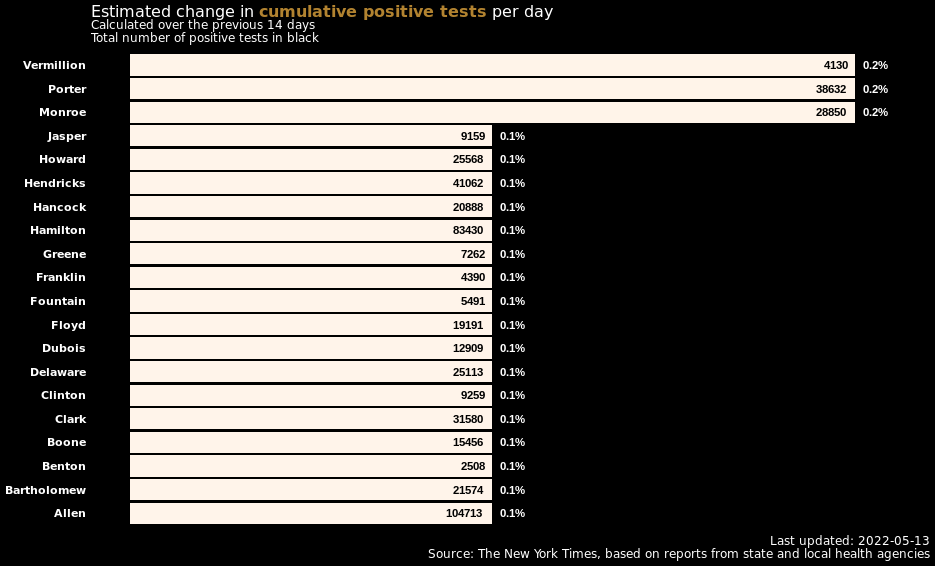 Estimated change in cumulative positive tests per day
Calculated over the previous 14 days
Total number of positive tests in black
Vermillion 4130 0.2%
Porter 38632 0.2%
Monroe 28850 0.2%
Jasper 9159 0.1%
Howard 25568 0.1%
Hendricks 41062 0.1%
Hancock 20888 0.1%
Hamilton 83430 0.1%
Greene 7262 0.1%
Franklin 4390 0.1%
Fountain 5491 0.1%
Floyd 19191 0.1%
Dubois 12909 0.1%
Delaware 25113 0.1%
Clinton 9259 0.1%
Clark 31580 0.1%
Boone 15456 0.1%
Benton 2508 0.1%
Bartholomew 21574 0.1%
Allen 104713 0.1%
Last updated: 2022-05-13
Source: The New York Times, based on reports from state and local health agencies